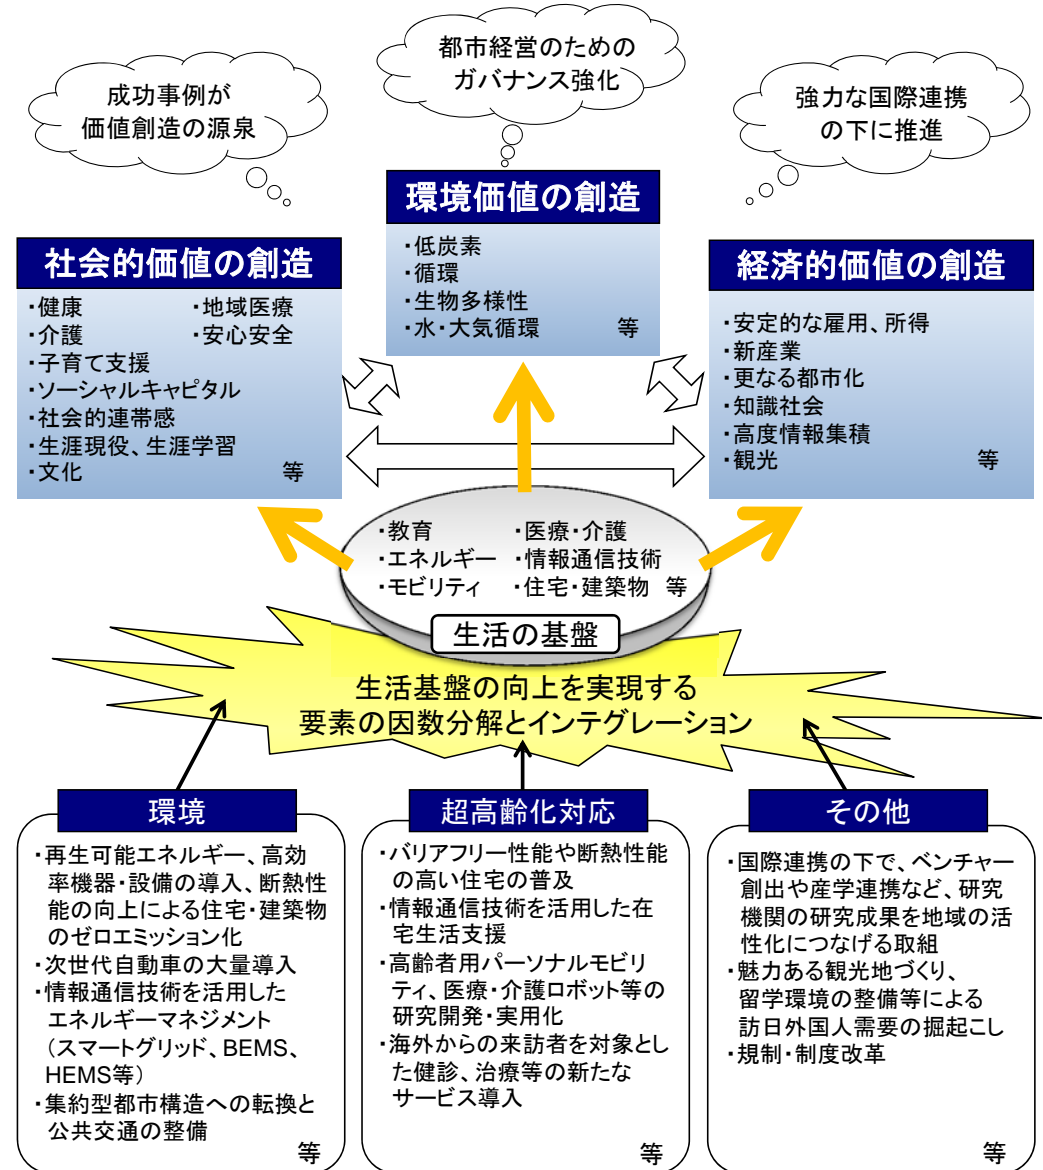 都市経営のための
ガバナンス強化
成功事例が
価値創造の源泉
強力な国際連携
の下に推進
環境価値の創造
・低炭素
・循環
・生物多様性
・水・大気循環 等
社会的価値の創造
・健康 ・地域医療
・介護 ・安心安全
・子育て支援
・ソーシャルキャピタル
・社会的連帯感
・生涯現役、生涯学習
・文化 等
経済的価値の創造
・安定的な雇用、所得
・新産業
・更なる都市化
・知識社会
・高度情報集積
・観光 等
・教育 ・医療・介護
・エネルギー ・情報通信技術
・モビリティ ・住宅・建築物 等
生活の基盤
生活基盤の向上を実現する
要素の因数分解とインテグレーション
環境
・再生可能エネルギー、高効
率機器・設備の導入、断熱性
能の向上による住宅・建築物
のゼロエミッション化
・次世代自動車の大量導入
・情報通信技術を活用した
エネルギーマネジメント
（スマートグリッド、BEMS、
HEMS等）
・集約型都市構造への転換と
公共交通の整備
等
超高齢化対応
・バリアフリー性能や断熱性能
の高い住宅の普及
・情報通信技術を活用した在
宅生活支援
・高齢者用パーソナルモビリ
ティ、医療・介護ロボット等の
研究開発・実用化
・海外からの来訪者を対象とし
た健診、治療等の新たな
サービス導入
等
その他
・国際連携の下で、ベンチャー
創出や産学連携など、研究
機関の研究成果を地域の活
性化につなげる取組
・魅力ある観光地づくり、
留学環境の整備等による
訪日外国人需要の掘起こし
・規制・制度改革
等